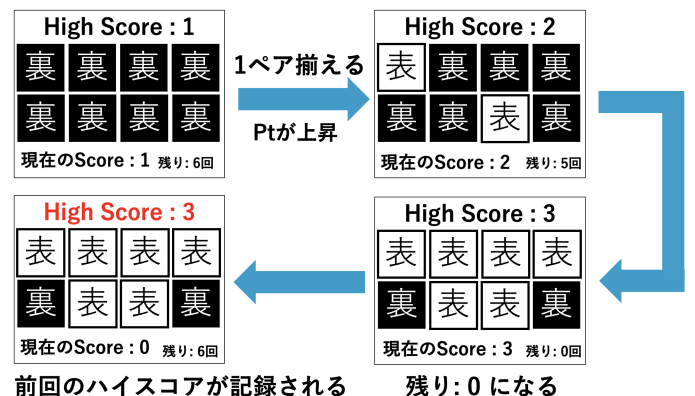 High Score : 1
裏 裏 裏 裏
裏 裏 裏 裏
現在のScore : 1 残り: 6回
1ペア揃える
Ptが上昇
High Score : 2
表 裏 裏 裏
裏 裏 表 裏
現在のScore : 2 残り: 5回
High Score : 3
表 表 表 表
裏 表 表 裏
現在のScore : 3 残り: 0回
残り: 0 になる
High Score : 3
表 表 表 表
裏 表 表 裏
現在のScore : 0 残り: 6回
前回のハイスコアが記録される